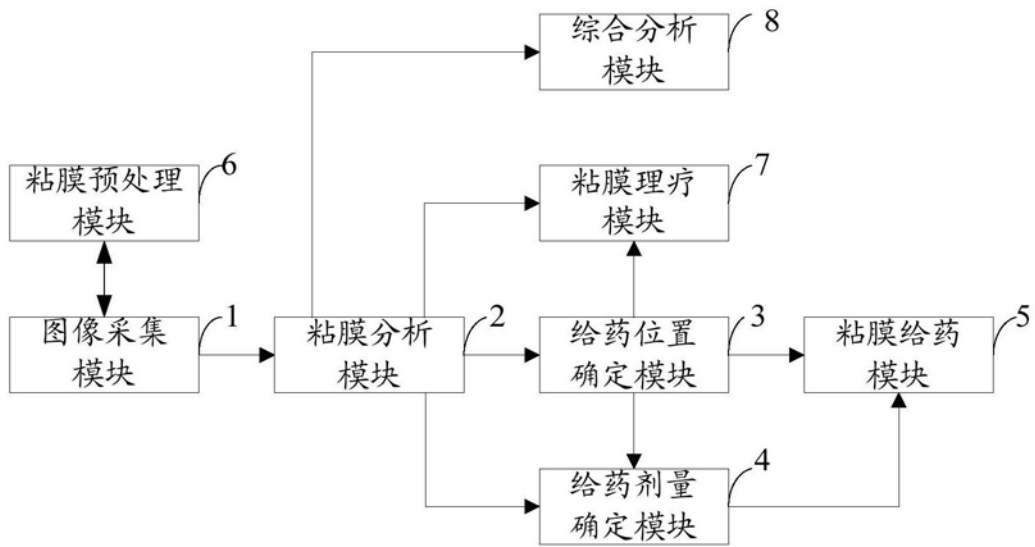 综合分析
模块
8
粘膜预处理
模块
6
粘膜理疗
模块
7
图像采集
模块
1
粘膜分析
模块
2
给药位置
确定模块
3
粘膜给药
模块
5
给药剂量
确定模块
4